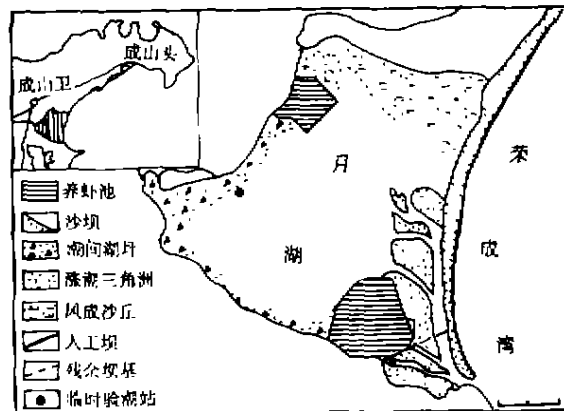 成山头
成山卫
月
湖
荣
成
湾
养虾池
沙坝
潮间湖坪
涨潮三角洲
风成沙丘
人工坝
残余坝基
临时验潮站